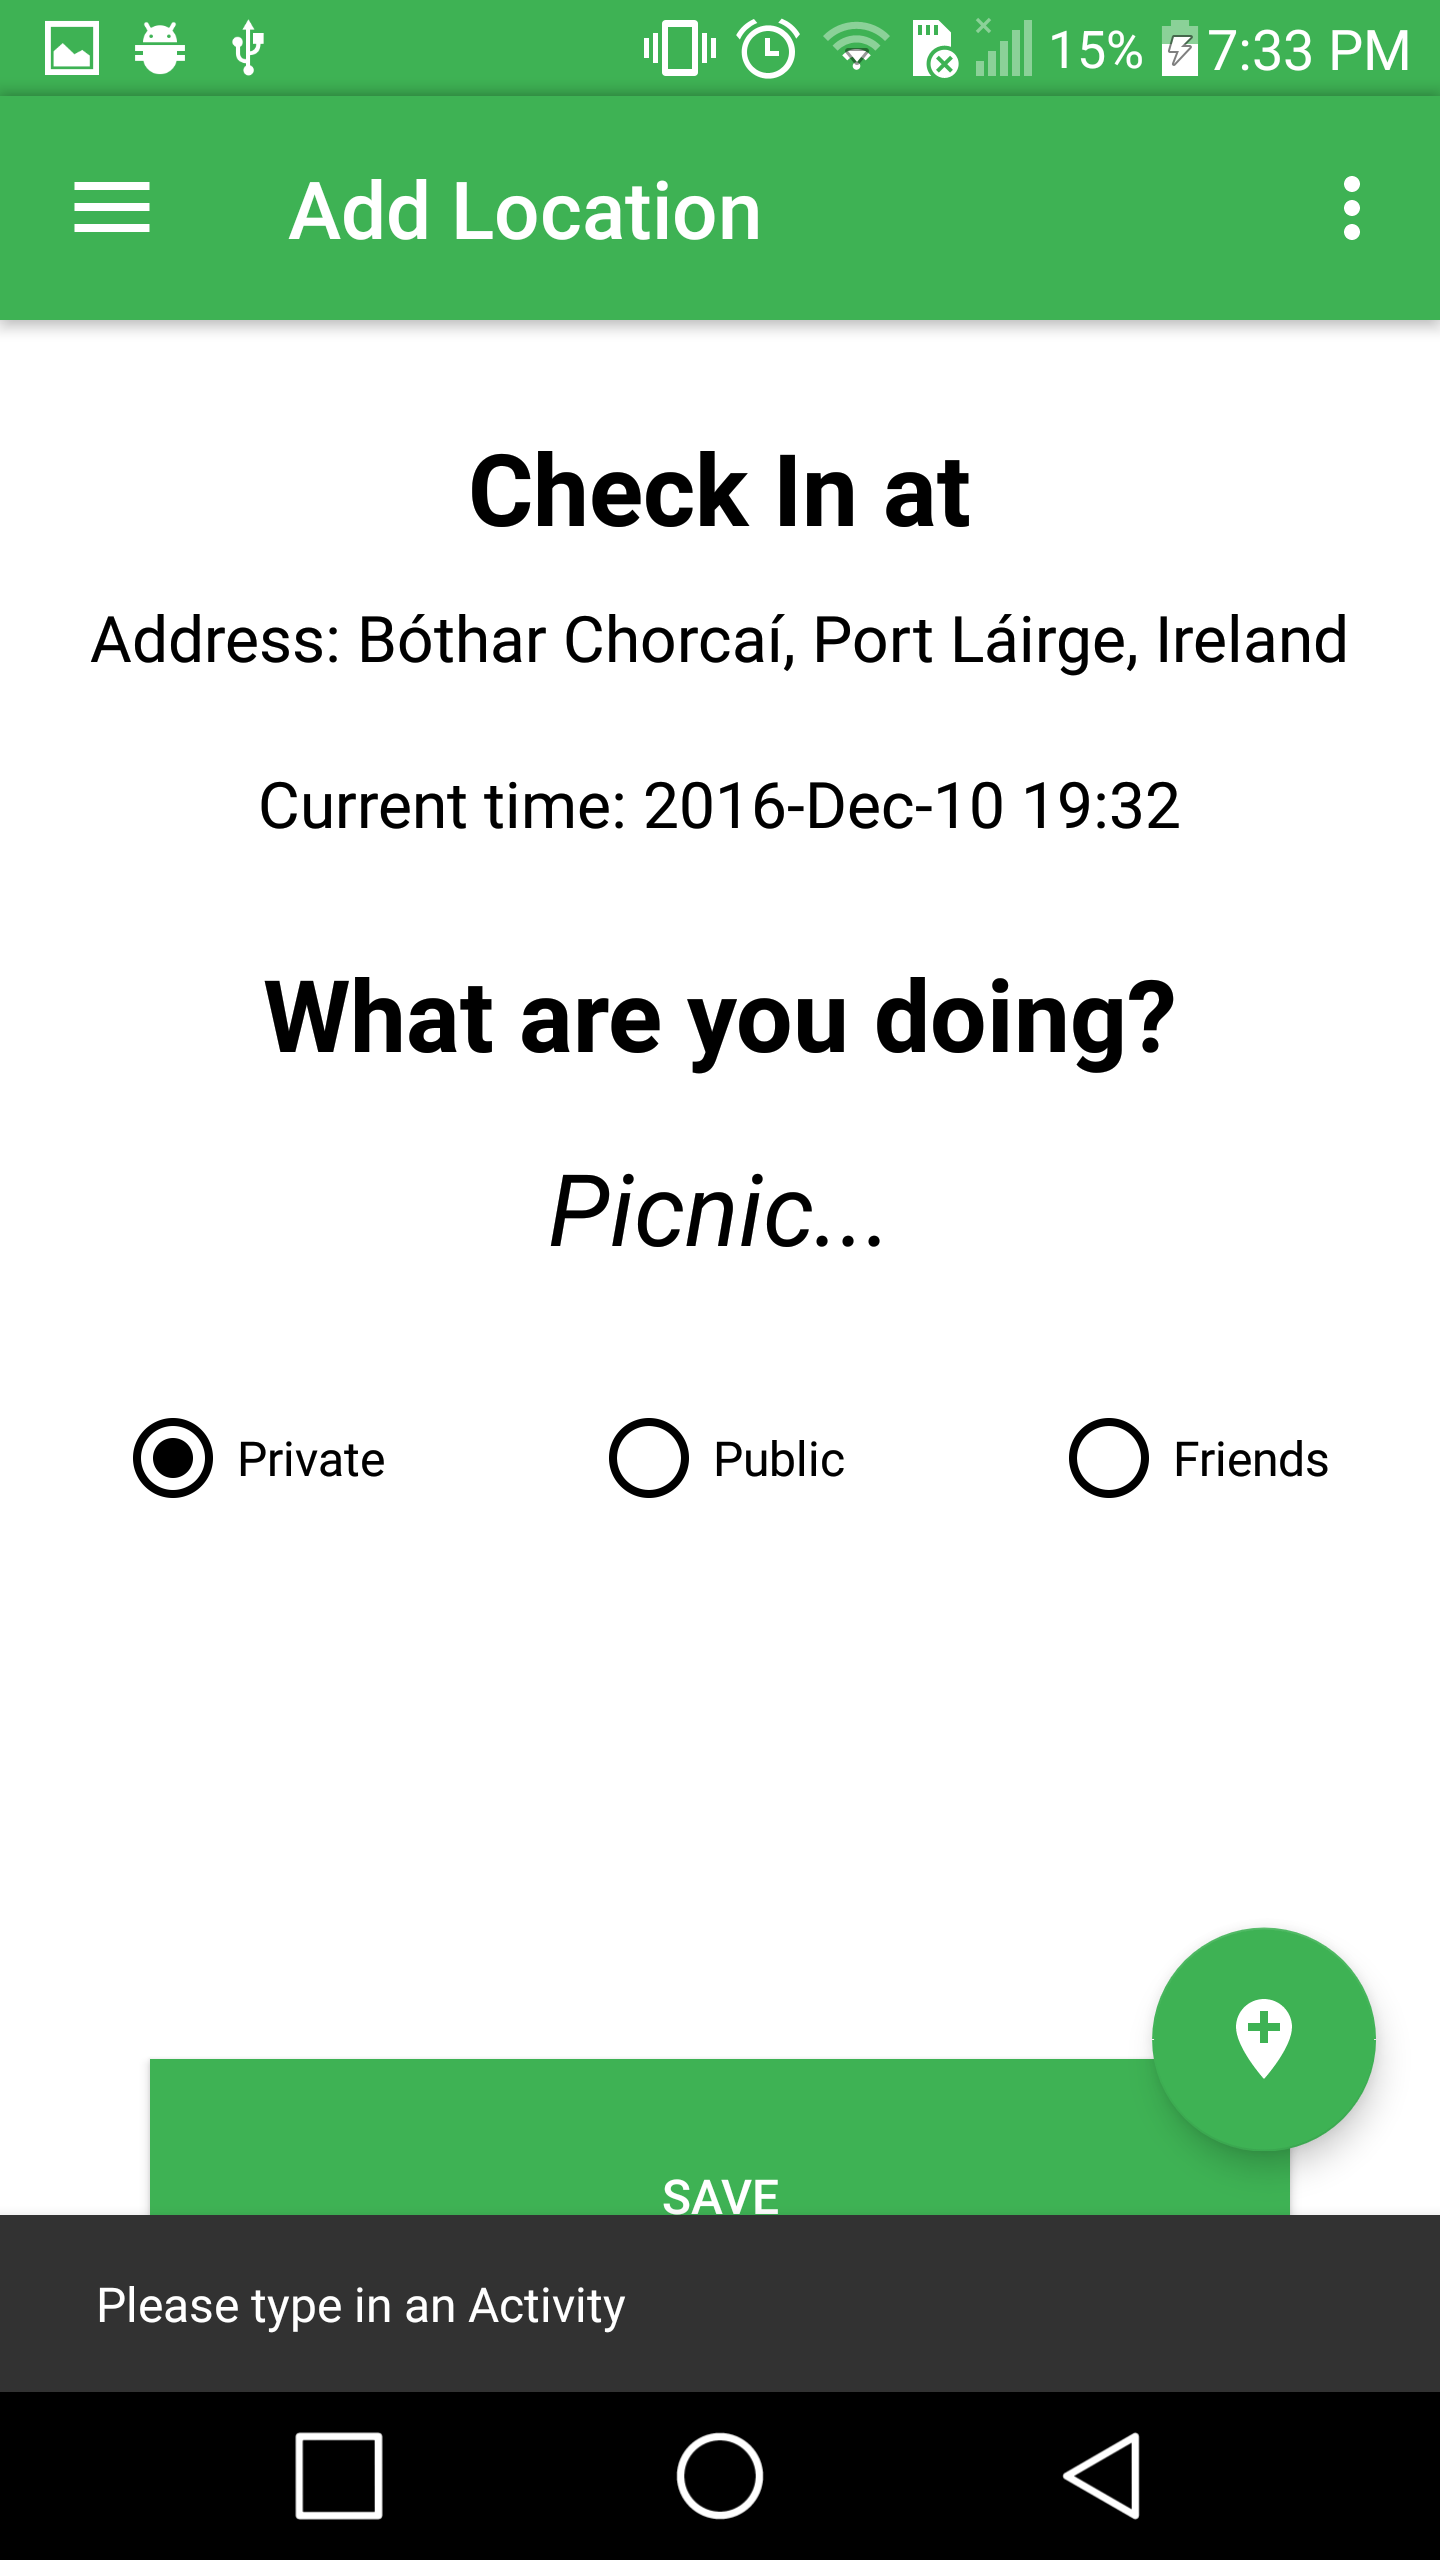 15% 7:33 PM
Add Location
Check In at
Address: Bóthar Chorcaí, Port Láirge, Ireland
Current time: 2016-Dec-10 19:32
What are you doing?
Picnic...
Private Public Friends
SAVE
Please type in an Activity